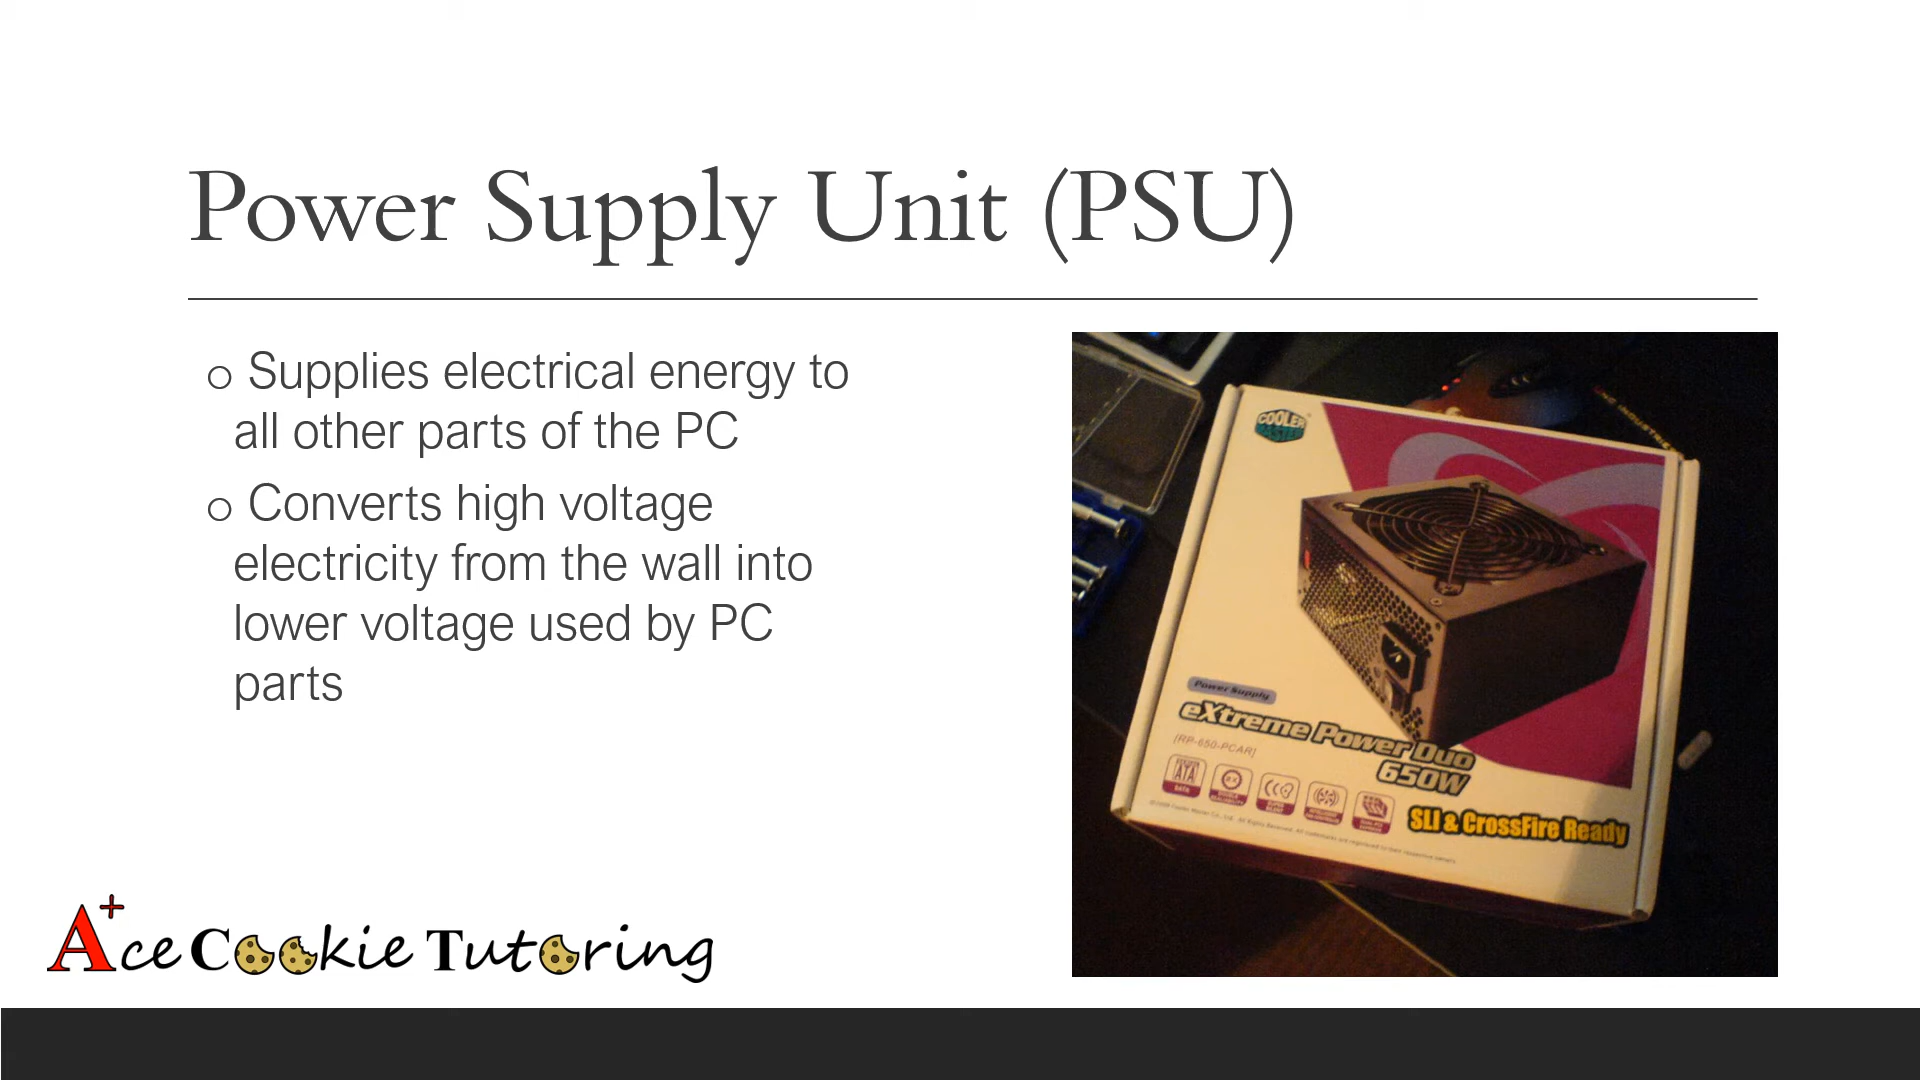 Power Supply Unit (PSU)
o Supplies electrical energy to
all other parts of the PC
o Converts high voltage
electricity from the wall into
lower voltage used by PC
parts
COOLER
MASTER
Power Supply
eXtreme Power Duo
650W
[RP-650-PCAR]
SATA
SLI & CrossFire Ready
A+ce Cookie Tutoring